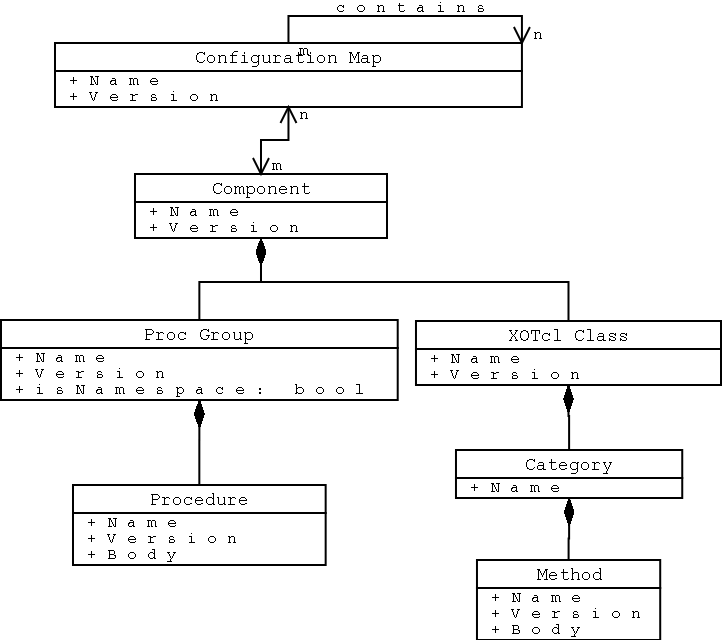 contains
n
m
Configuration Map
+ Name
+ Version
n
m
Component
+ Name
+ Version
Proc Group
+ Name
+ Version
+ isNamespace: bool
XOTcl Class
+ Name
+ Version
Category
+ Name
Procedure
+ Name
+ Version
+ Body
Method
+ Name
+ Version
+ Body